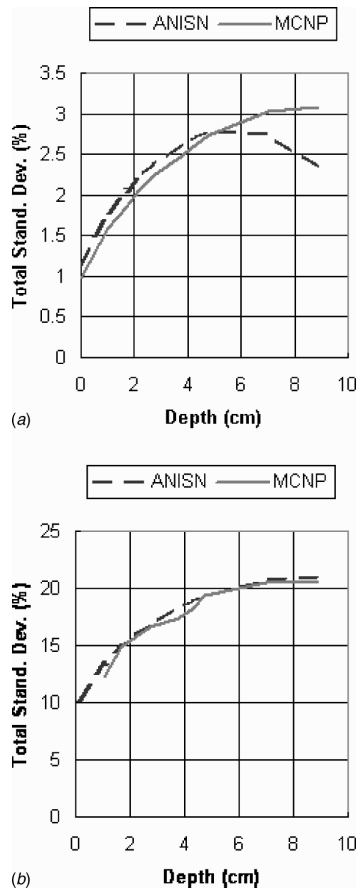 ANISN MCNP
3.5
3
2.5
2
1.5
1
0.5
0
Total Stand. Dev. (%)
0 2 4 6 8 10
Depth (cm)
(a)
ANISN MCNP
25
20
15
10
5
0
Total Stand. Dev. (%)
0 2 4 6 8 10
Depth (cm)
(b)